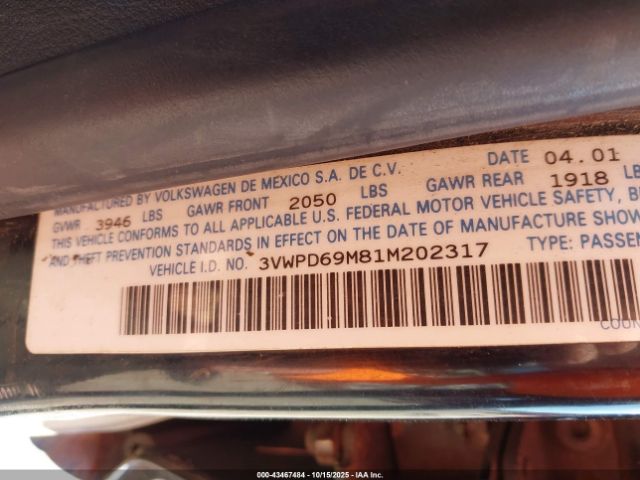 MANUFACTURED BY VOLKSWAGEN DE MEXICO S.A. DE C.V. DATE 04.01
GVWR 3946 LBS GAWR FRONT 2050 LBS GAWR REAR 1918 LB
THIS VEHICLE CONFORMS TO ALL APPLICABLE U.S. FEDERAL MOTOR VEHICLE SAFETY, B
AND THEFT PREVENTION STANDARDS IN EFFECT ON THE DATE OF MANUFACTURE SHOW
VEHICLE I.D. NO. 3VWPD69M81M202317 TYPE: PASSEN
COUN
000-43467484 - 10/15/2025 - IAA Inc.